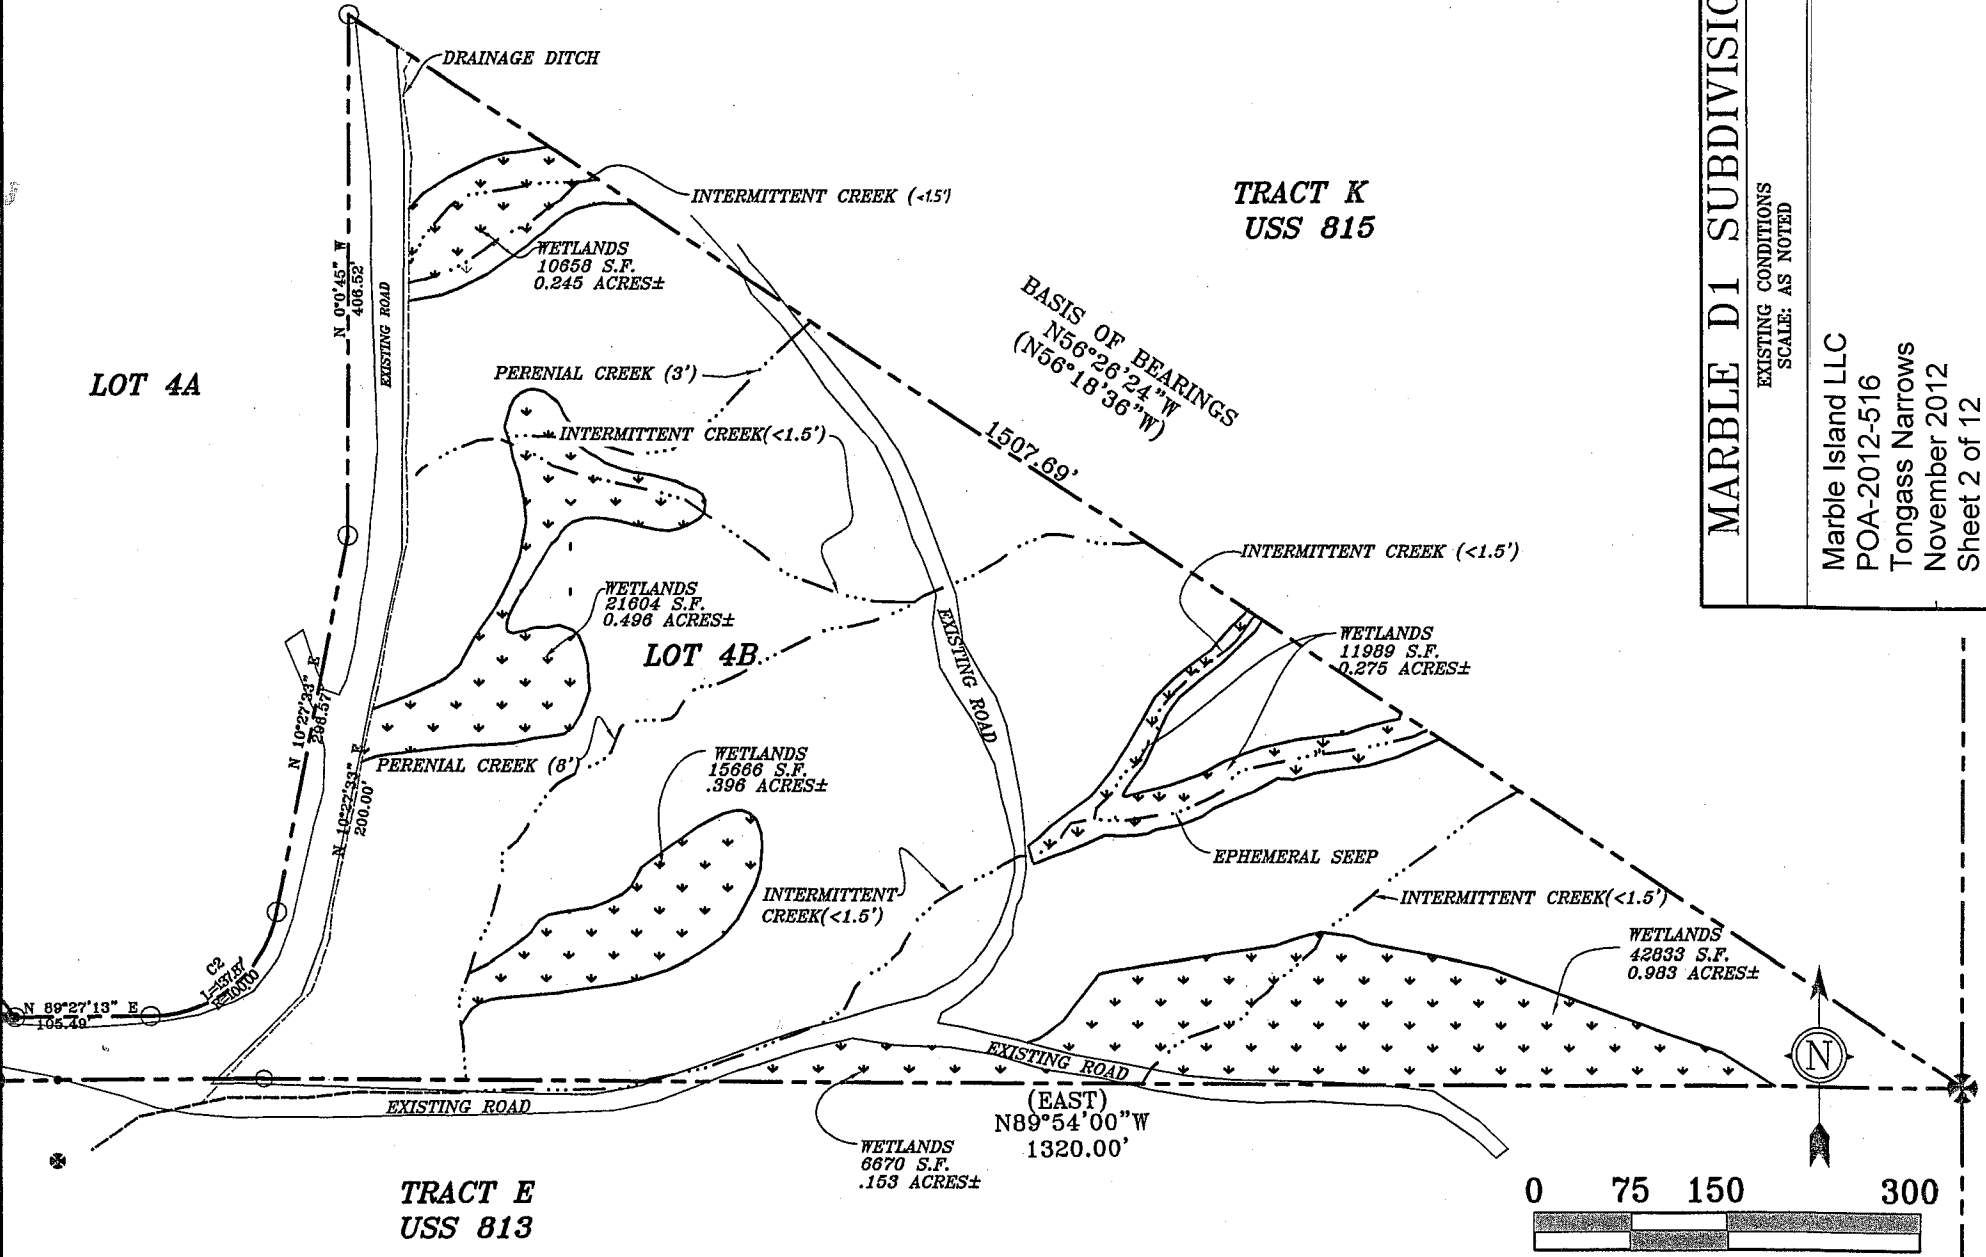 DRAINAGE DITCH
INTERMITTENT CREEK (<1.5')
TRACT K
USS 815
WETLANDS
10658 S.F.
0.245 ACRES±
N 0°0'45" W
406.52'
EXISTING ROAD
BASIS OF BEARINGS
N56°26'24"W
(N56°18'36"W)
1507.69'
LOT 4A
PERENIAL CREEK (3')
INTERMITTENT CREEK(<1.5')
INTERMITTENT CREEK (<1.5')
WETLANDS
21604 S.F.
0.496 ACRES±
LOT 4B
EXISTING ROAD
WETLANDS
11989 S.F.
0.275 ACRES±
N 10°27'33" E
298.57'
N 10°27'33" E
200.00'
PERENIAL CREEK (8')
WETLANDS
15666 S.F.
.396 ACRES±
EPHEMERAL SEEP
INTERMITTENT
CREEK(<1.5')
INTERMITTENT CREEK(<1.5')
WETLANDS
42833 S.F.
0.983 ACRES±
C2
L=137.87'
R=100.00
N 89°27'13" E
105.49'
EXISTING ROAD
EXISTING ROAD
(EAST)
N89°54'00"W
1320.00'
WETLANDS
6670 S.F.
.153 ACRES±
TRACT E
USS 813
N
0 75 150 300
MARBLE D1 SUBDIVISIO
EXISTING CONDITIONS
SCALE: AS NOTED
Marble Island LLC
POA-2012-516
Tongass Narrows
November 2012
Sheet 2 of 12